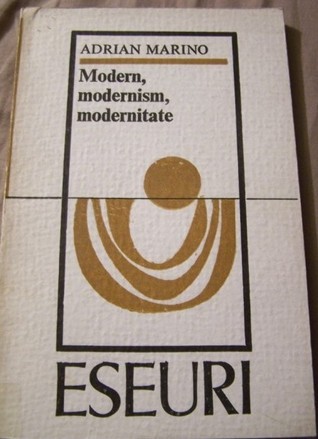 ADRIAN MARINO
Modern,
modernism,
modernitate
ESEURI